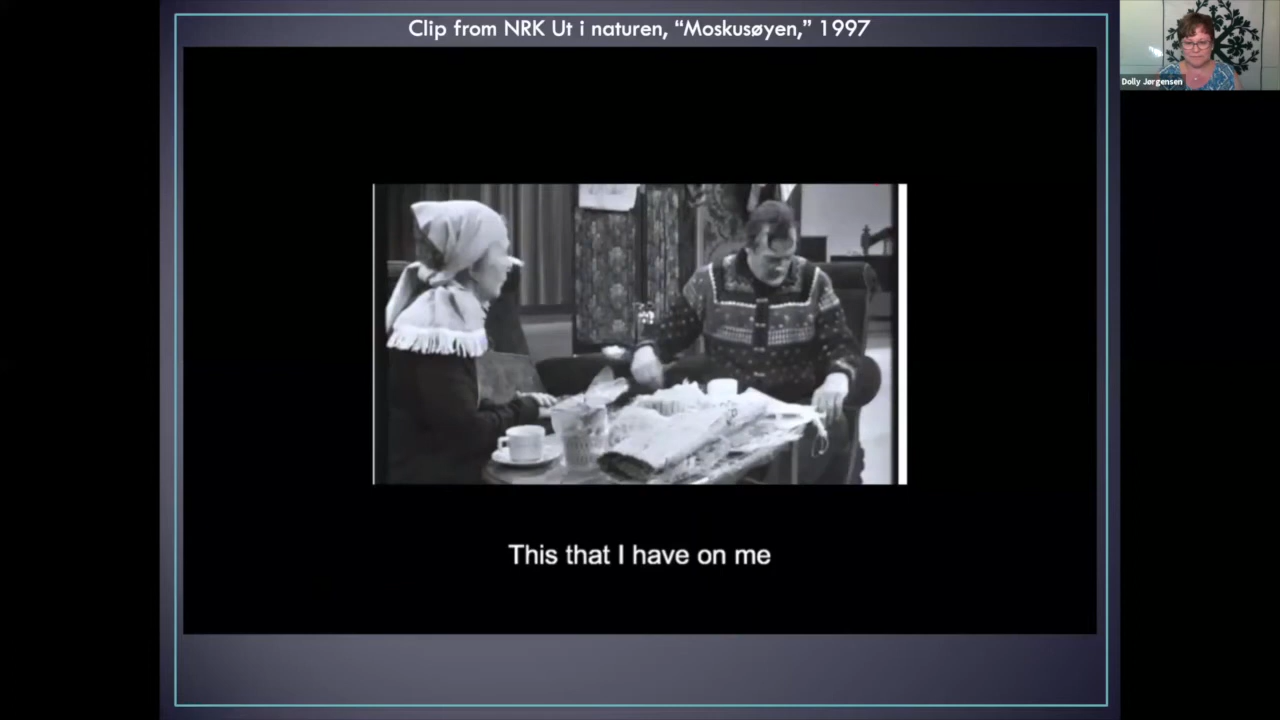 Clip from NRK Ut i naturen, “Moskusøyen,” 1997
Dolly Jørgensen
This that I have on me